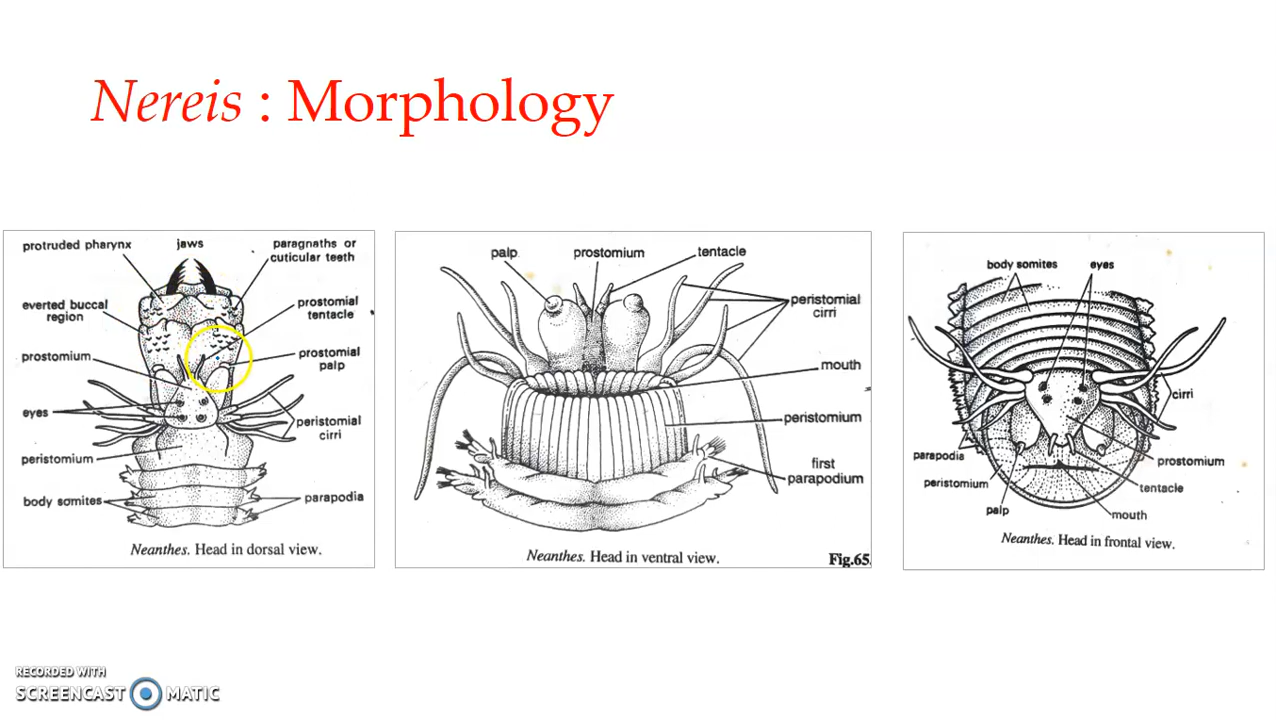 Nereis : Morphology
protruded pharynx
jaws
paragnaths or
cuticular teeth
everted buccal
region
prostomial
tentacle
prostomium
prostomial
palp
eyes
peristomial
cirri
peristomium
body somites
parapodia
Neanthes. Head in dorsal view.
palp
prostomium
tentacle
peristomial
cirri
mouth
peristomium
first
parapodium
Neanthes. Head in ventral view.
Fig.65
body somites
eyes
cirri
parapodia
prostomium
peristomium
tentacle
palp
mouth
Neanthes. Head in frontal view.
RECORDED WITH
SCREENCAST MATIC